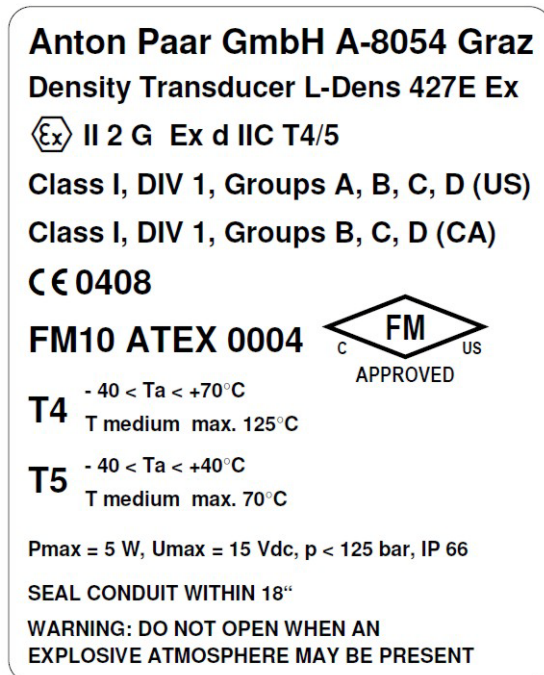 Anton Paar GmbH A-8054 Graz
Density Transducer L-Dens 427E Ex
Ex II 2 G Ex d IIC T4/5
Class I, DIV 1, Groups A, B, C, D (US)
Class I, DIV 1, Groups B, C, D (CA)
CE 0408
FM10 ATEX 0004
C FM US
APPROVED
T4
- 40 < Ta < +70°C
T medium max. 125°C
T5
- 40 < Ta < +40°C
T medium max. 70°C
Pmax = 5 W, Umax = 15 Vdc, p < 125 bar, IP 66
SEAL CONDUIT WITHIN 18“
WARNING: DO NOT OPEN WHEN AN
EXPLOSIVE ATMOSPHERE MAY BE PRESENT